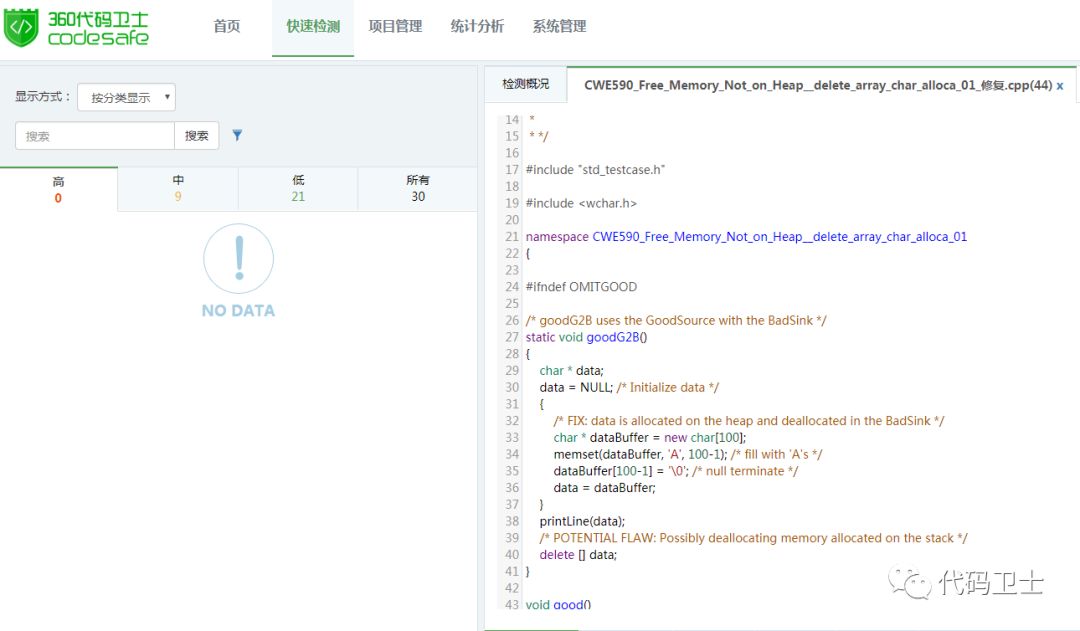 360代码卫士
codesafe
首页 快速检测 项目管理 统计分析 系统管理
显示方式： 按分类显示
搜索 搜索
高 中 低 所有
0 9 21 30
NO DATA
检测概况 CWE590_Free_Memory_Not_on_Heap__delete_array_char_alloca_01_修复.cpp(44) x
14 *
15 * */
16
17 #include "std_testcase.h"
18
19 #include <wchar.h>
20
21 namespace CWE590_Free_Memory_Not_on_Heap__delete_array_char_alloca_01
22 {
23
24 #ifndef OMITGOOD
25
26 /* goodG2B uses the GoodSource with the BadSink */
27 static void goodG2B()
28 {
29 char * data;
30 data = NULL; /* Initialize data */
31 {
32 /* FIX: data is allocated on the heap and deallocated in the BadSink */
33 char * dataBuffer = new char[100];
34 memset(dataBuffer, 'A', 100-1); /* fill with 'A's */
35 dataBuffer[100-1] = '\0'; /* null terminate */
36 data = dataBuffer;
37 }
38 printLine(data);
39 /* POTENTIAL FLAW: Possibly deallocating memory allocated on the stack */
40 delete [] data;
41 }
42
43 void good()
代码卫士